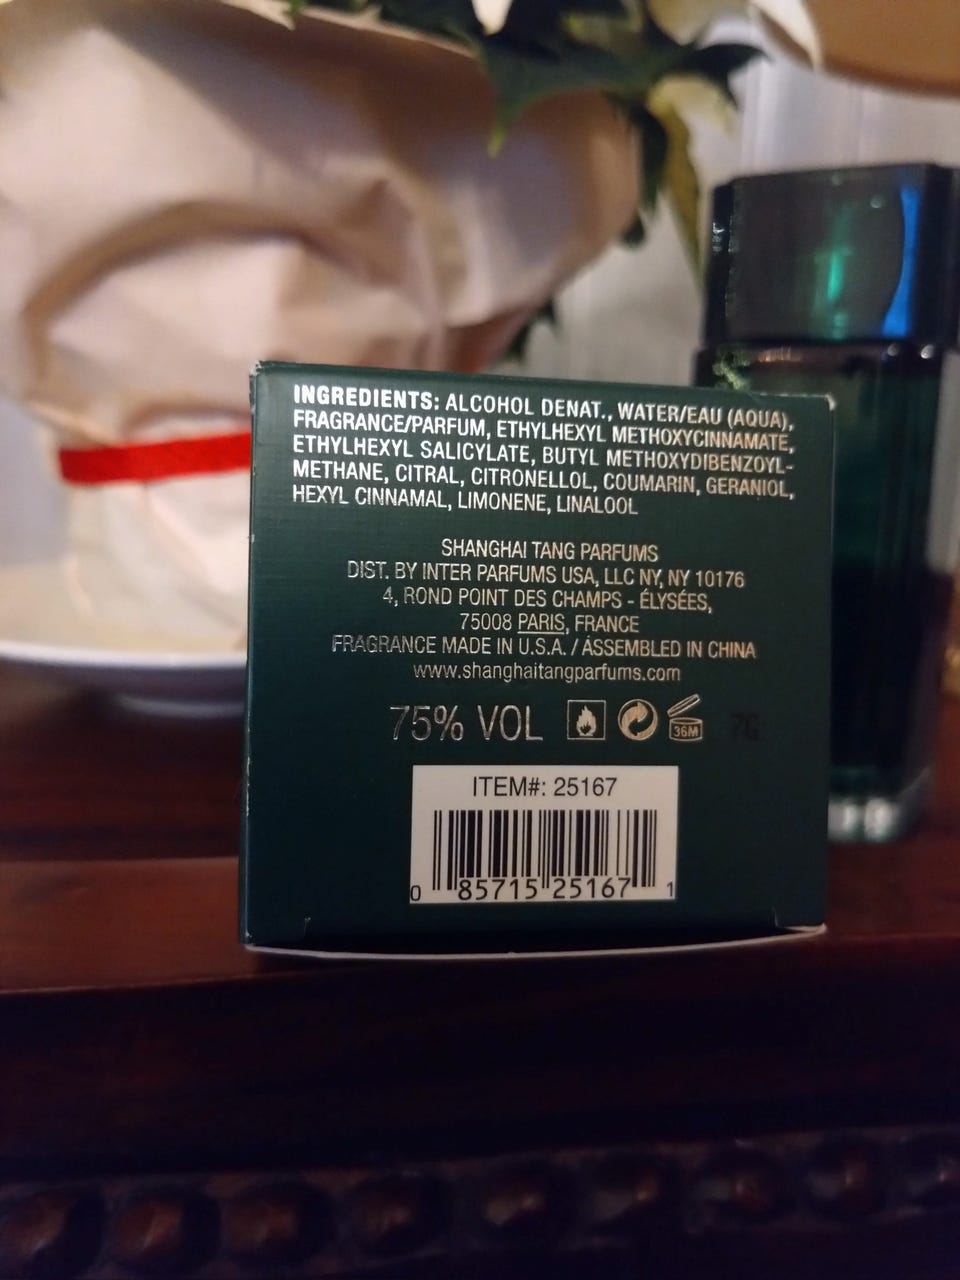 INGREDIENTS: ALCOHOL DENAT., WATER/EAU (AQUA),
FRAGRANCE/PARFUM, ETHYLHEXYL METHOXYCINNAMATE,
ETHYLHEXYL SALICYLATE, BUTYL METHOXYDIBENZOYL-
METHANE, CITRAL, CITRONELLOL, COUMARIN, GERANIOL,
HEXYL CINNAMAL, LIMONENE, LINALOOL
SHANGHAI TANG PARFUMS
DIST. BY INTER PARFUMS USA, LLC NY, NY 10176
4, ROND POINT DES CHAMPS - ÉLYSÉES,
75008 PARIS, FRANCE
FRAGRANCE MADE IN U.S.A. / ASSEMBLED IN CHINA
www.shanghaitangparfums.com
75% VOL 36M 7G
ITEM#: 25167
0 85715 25167 1